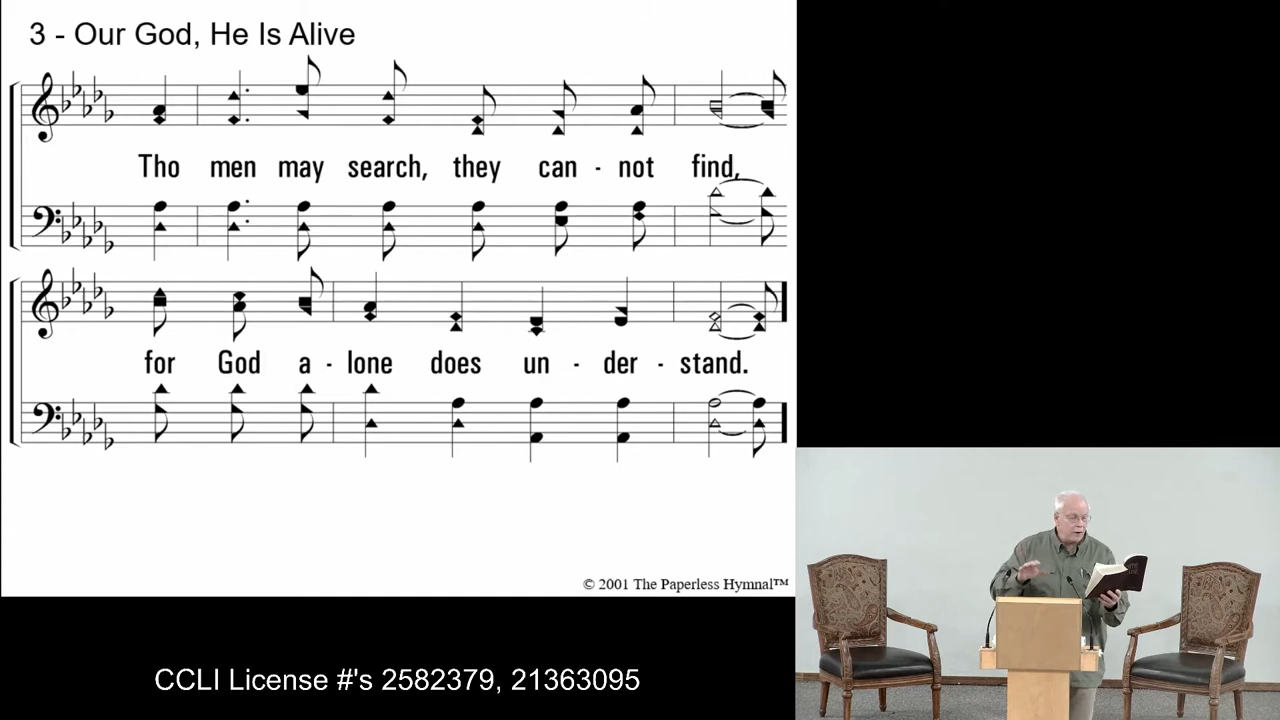 3 - Our God, He Is Alive
Tho men may search, they can - not find,
for God a - lone does un - der - stand.
© 2001 The Paperless Hymnal™
CCLI License #'s 2582379, 21363095